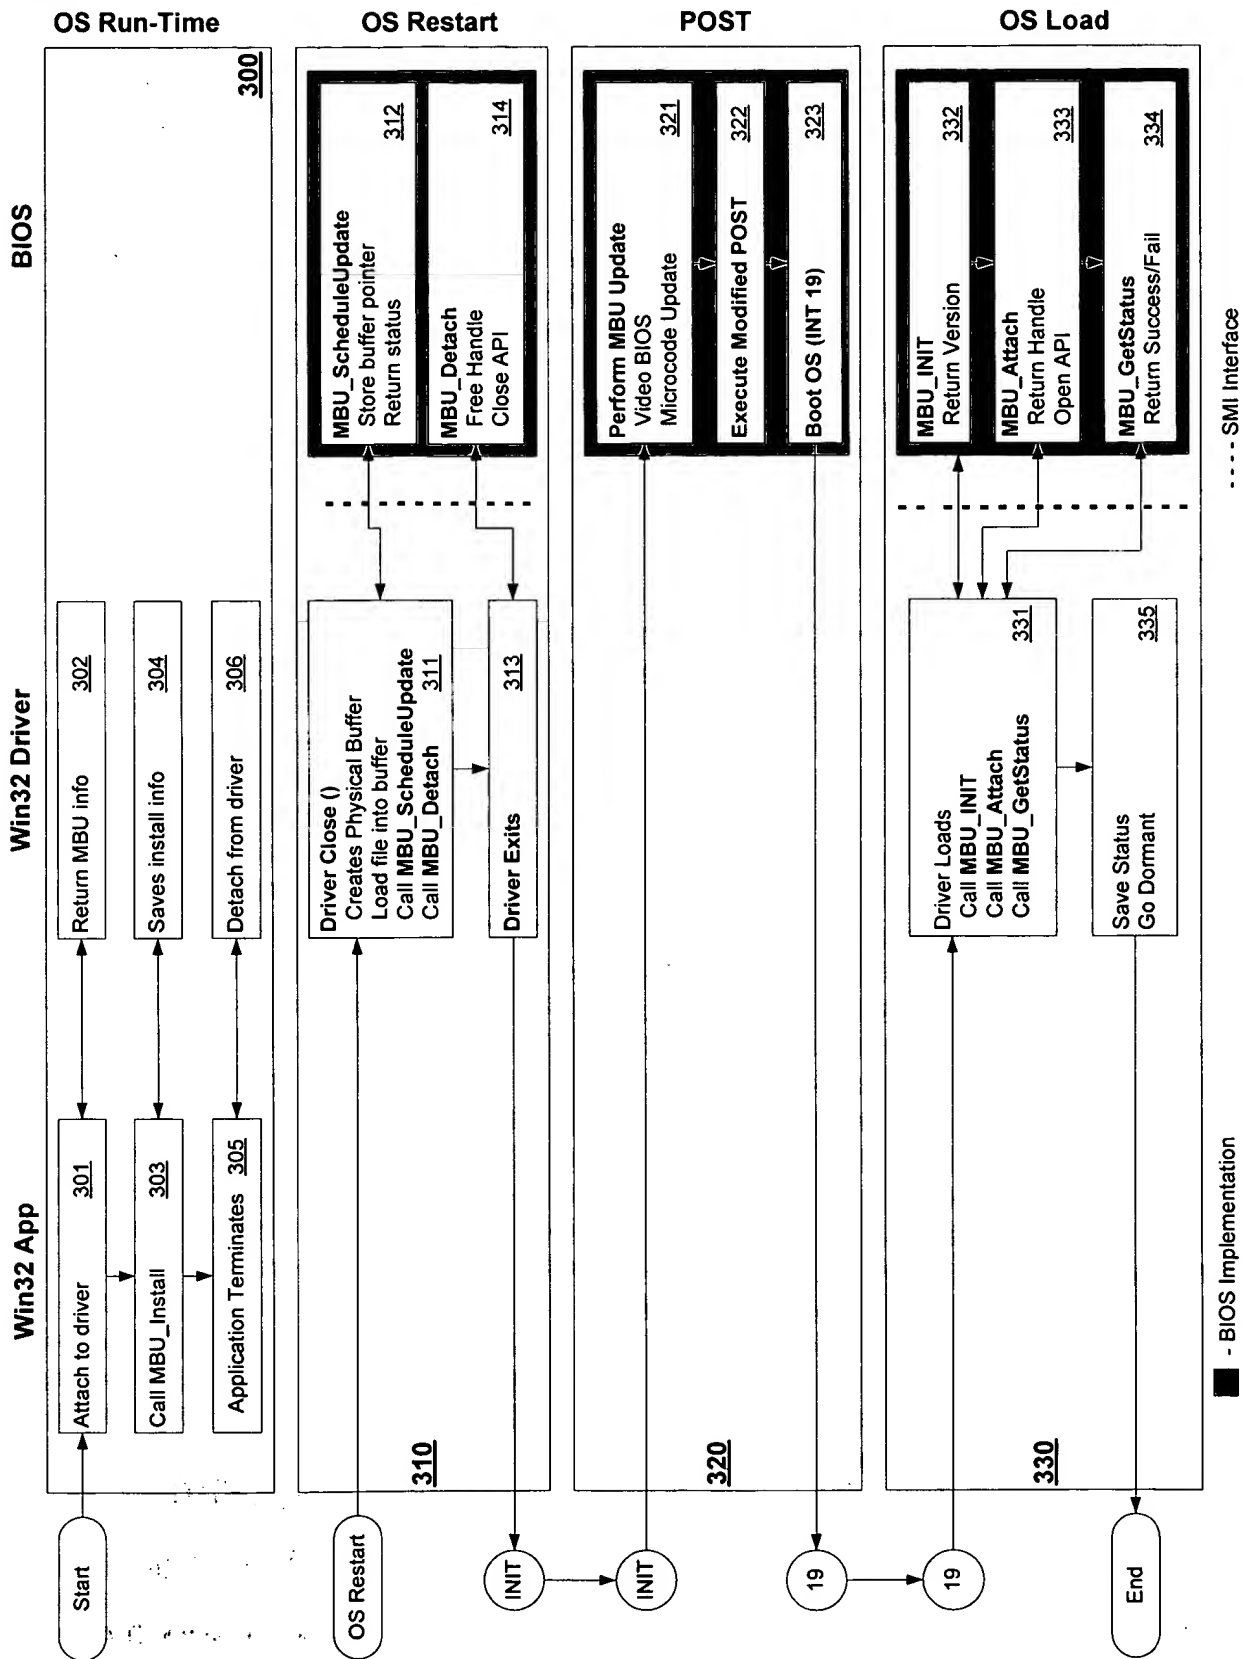 Win32 App
Win32 Driver
BIOS
OS Run-Time
300
Start
Attach to driver 301
Return MBU info 302
Call MBU_Install 303
Saves install info 304
Application Terminates 305
Detach from driver 306
OS Restart
310
OS Restart
Driver Close ()
Creates Physical Buffer
Load file into buffer
Call MBU_ScheduleUpdate
Call MBU_Detach 311
MBU_ScheduleUpdate
Store buffer pointer
Return status 312
Driver Exits 313
MBU_Detach
Free Handle
Close API 314
INIT
POST
320
INIT
Perform MBU Update
Video BIOS
Microcode Update 321
Execute Modified POST 322
Boot OS (INT 19) 323
19
OS Load
330
19
Driver Loads
Call MBU_INIT
Call MBU_Attach
Call MBU_GetStatus 331
MBU_INIT
Return Version 332
MBU_Attach
Return Handle
Open API 333
MBU_GetStatus
Return Success/Fail 334
Save Status
Go Dormant 335
End
- BIOS Implementation
---- SMI Interface